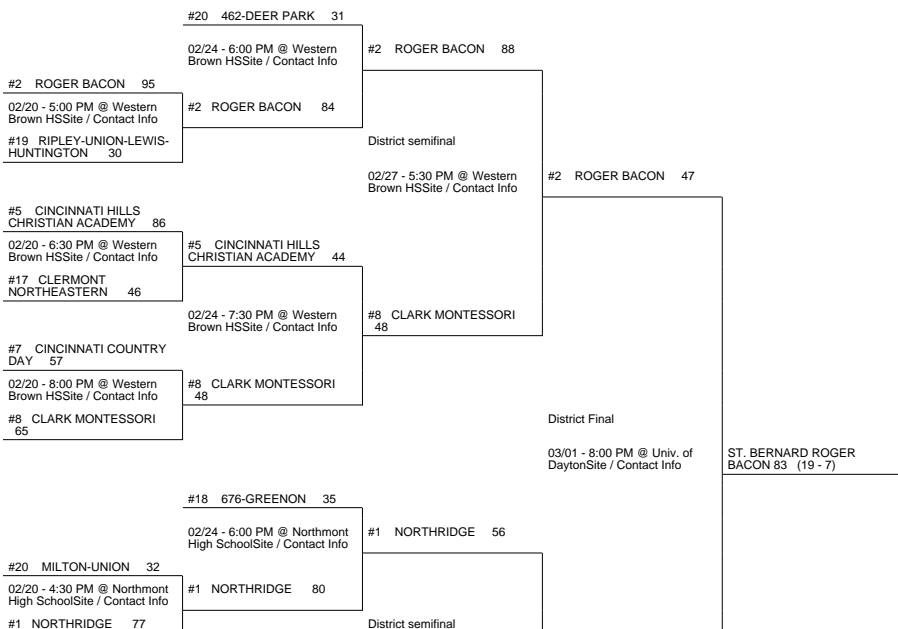 #20 462-DEER PARK 31
02/24 - 6:00 PM @ Western
Brown HSSite / Contact Info
#2 ROGER BACON 88
#2 ROGER BACON 95
02/20 - 5:00 PM @ Western
Brown HSSite / Contact Info
#2 ROGER BACON 84
#19 RIPLEY-UNION-LEWIS-
HUNTINGTON 30
District semifinal
02/27 - 5:30 PM @ Western
Brown HSSite / Contact Info
#2 ROGER BACON 47
#5 CINCINNATI HILLS
CHRISTIAN ACADEMY 86
02/20 - 6:30 PM @ Western
Brown HSSite / Contact Info
#5 CINCINNATI HILLS
CHRISTIAN ACADEMY 44
#17 CLERMONT
NORTHEASTERN 46
02/24 - 7:30 PM @ Western
Brown HSSite / Contact Info
#8 CLARK MONTESSORI
48
#7 CINCINNATI COUNTRY
DAY 57
02/20 - 8:00 PM @ Western
Brown HSSite / Contact Info
#8 CLARK MONTESSORI
48
#8 CLARK MONTESSORI
65
District Final
03/01 - 8:00 PM @ Univ. of
DaytonSite / Contact Info
ST. BERNARD ROGER
BACON 83 (19 - 7)
#18 676-GREENON 35
02/24 - 6:00 PM @ Northmont
High SchoolSite / Contact Info
#1 NORTHRIDGE 56
#20 MILTON-UNION 32
02/20 - 4:30 PM @ Northmont
High SchoolSite / Contact Info
#1 NORTHRIDGE 80
#1 NORTHRIDGE 77
District semifinal